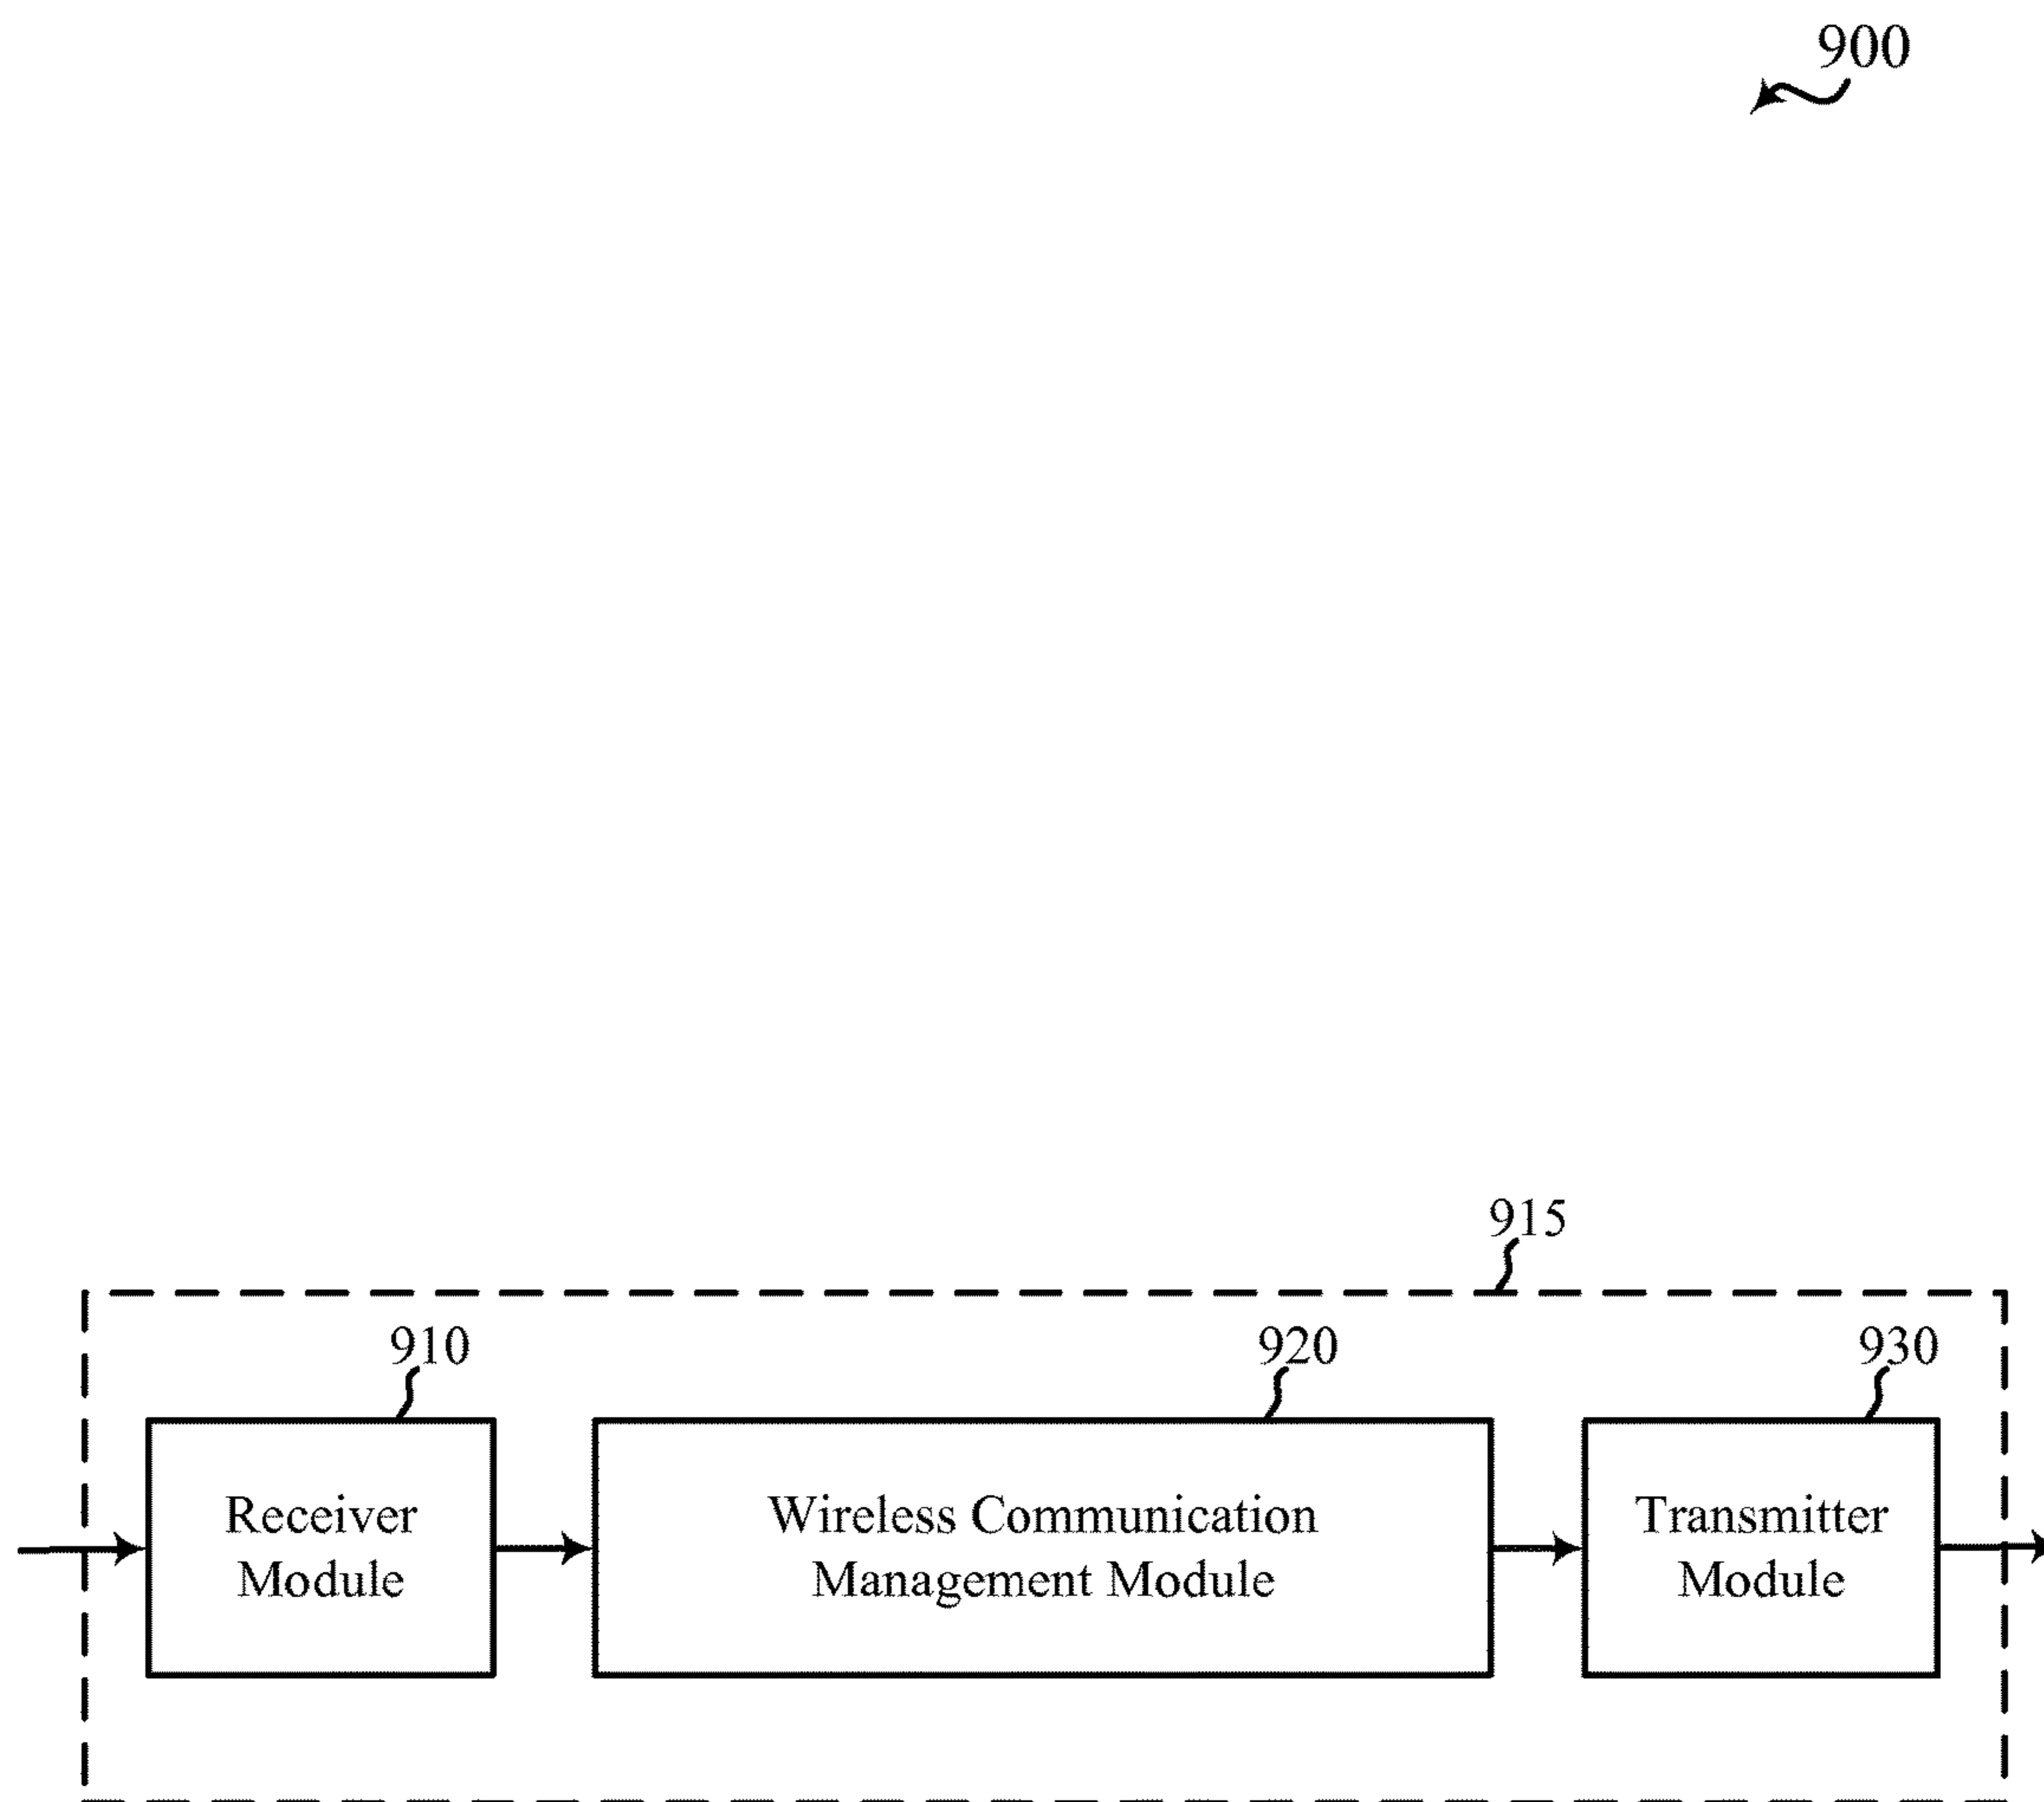 900
915
910
920
930
Receiver
Module
Wireless Communication
Management Module
Transmitter
Module